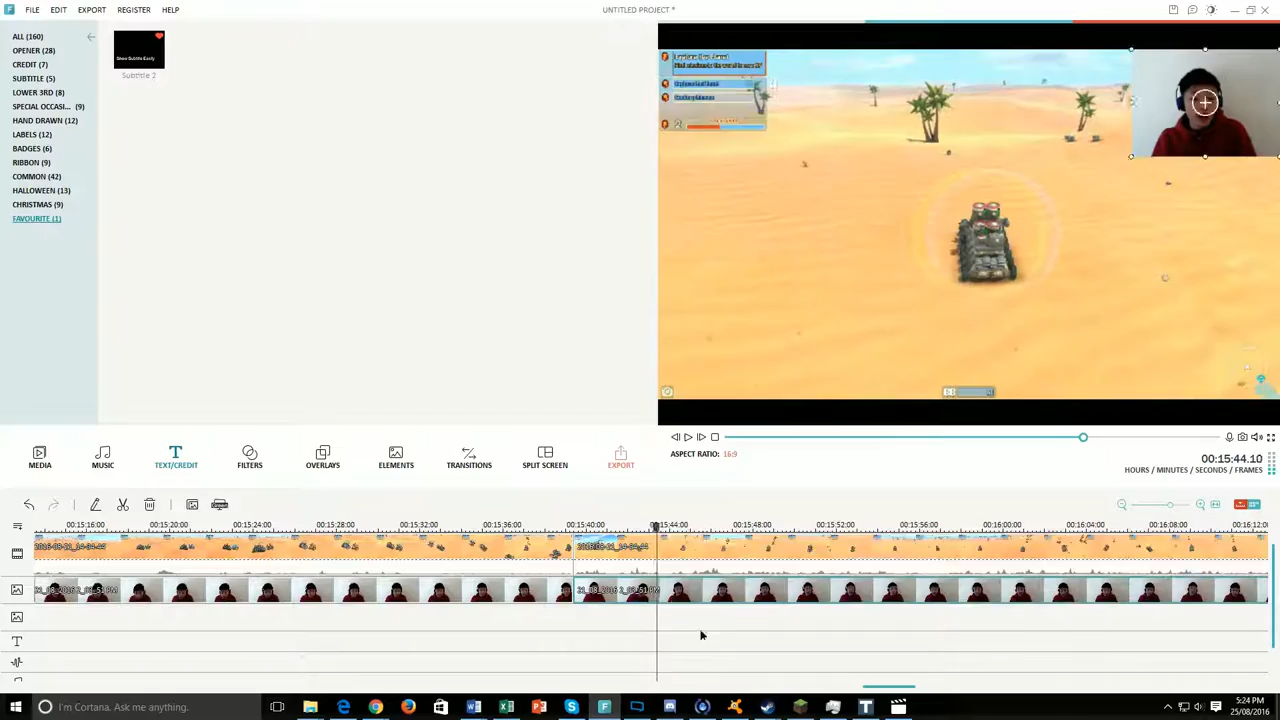 FILE EDIT EXPORT REGISTER HELP
UNTITLED PROJECT *
ALL (160)
OPENER (28)
CREDIT (7)
SUBTITLE (5)
(8)
SPECIAL OCCASI... (9)
HAND DRAWN (12)
LABELS (12)
BADGES (6)
RIBBON (9)
COMMON (42)
HALLOWEEN (13)
CHRISTMAS (9)
FAVOURITE (1)
Show Subtitle Easily
Subtitle 2
MEDIA MUSIC TEXT/CREDIT FILTERS OVERLAYS ELEMENTS TRANSITIONS SPLIT SCREEN EXPORT
ASPECT RATIO: 16:9
00:15:44.10
HOURS / MINUTES / SECONDS / FRAMES
00:15:16:00 00:15:20:00 00:15:24:00 00:15:28:00 00:15:32:00 00:15:36:00 00:15:40:00 00:15:44:00 00:15:48:00 00:15:52:00 00:15:56:00 00:16:00:00 00:16:04:00 00:16:08:00 00:16:12:00
I'm Cortana. Ask me anything.
5:24 PM
25/08/2016